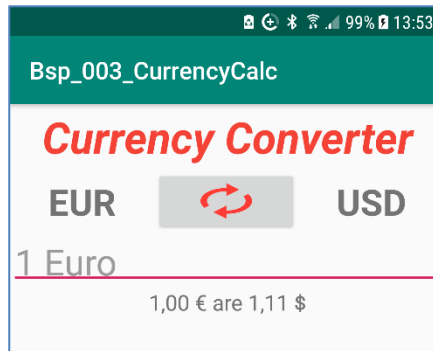 99% 13:53
Bsp_003_CurrencyCalc
Currency Converter
EUR USD
1 Euro
1,00 € are 1,11 $